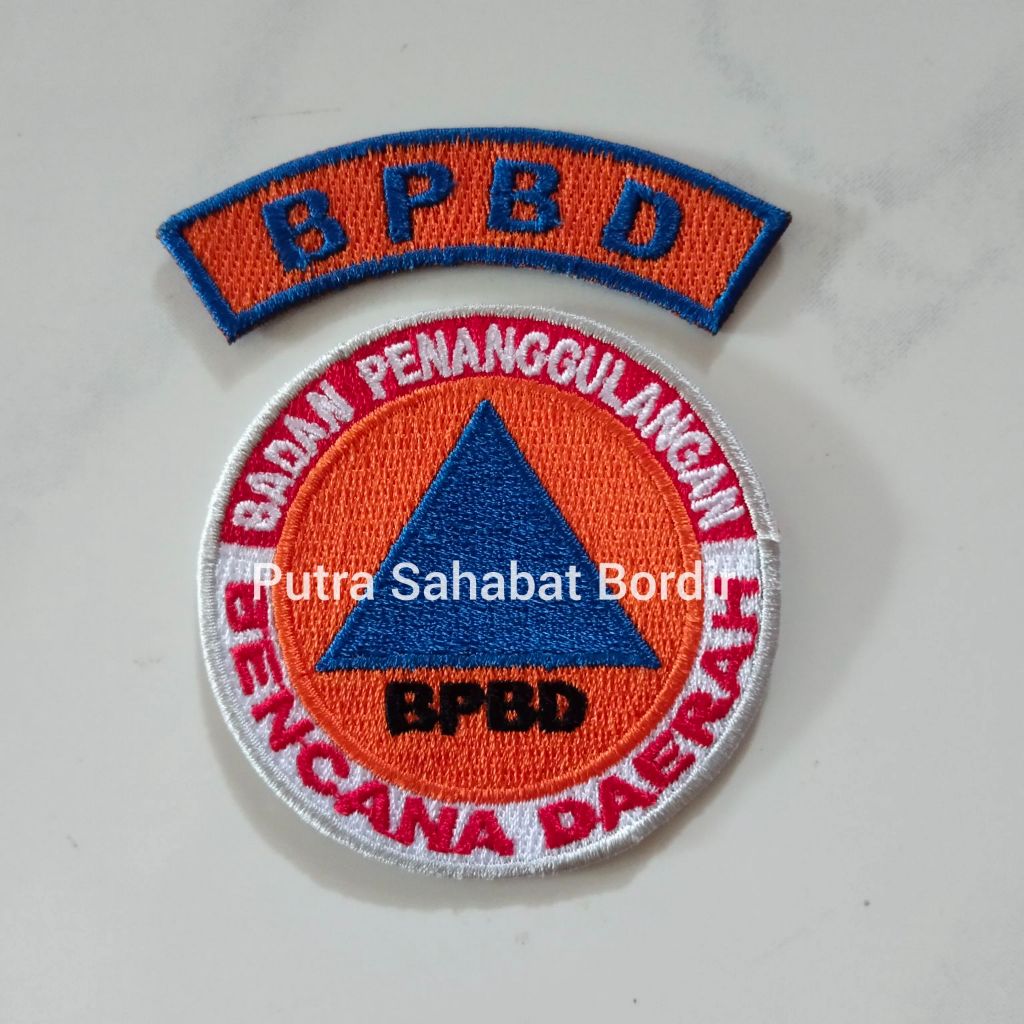 BPBD
BADAN PENANGGULANGAN
Putra Sahabat Bordir
BPBD
BENCANA DAERAH